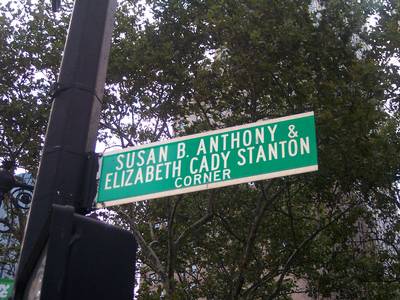 SUSAN B. ANTHONY &
ELIZABETH CADY STANTON
CORNER